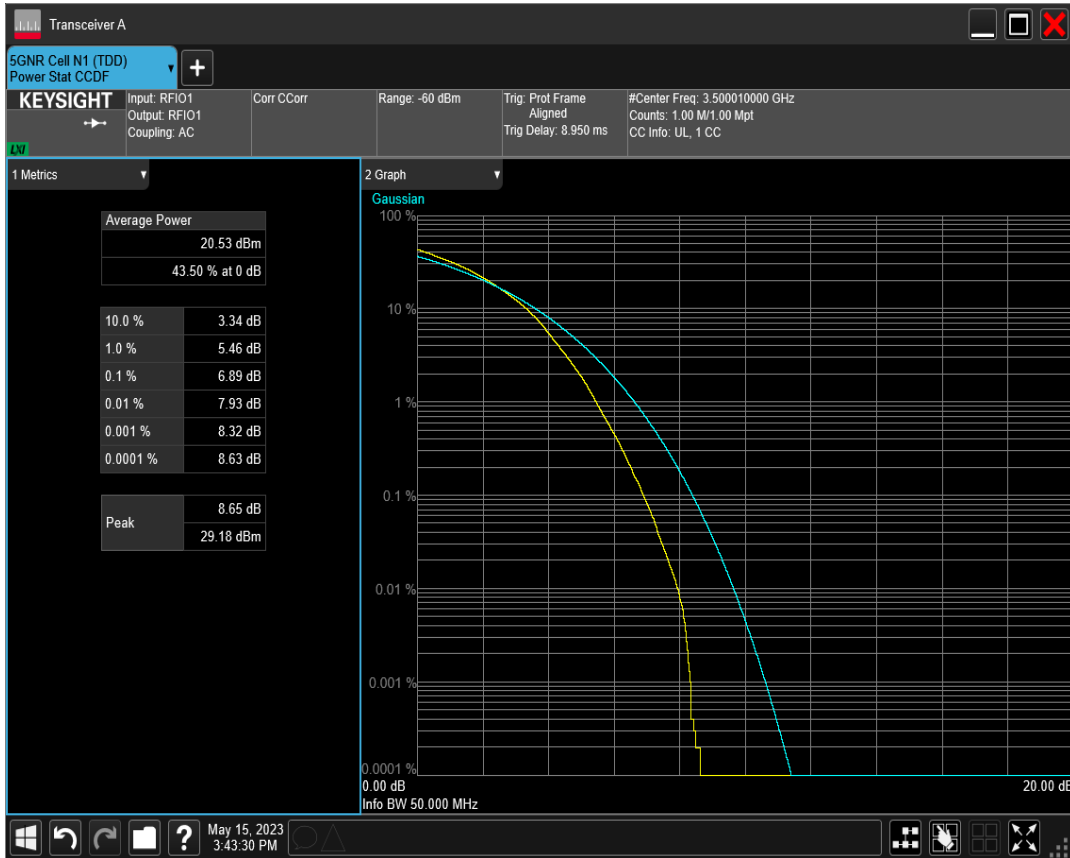 Transceiver A
5GNR Cell N1 (TDD)
Power Stat CCDF
+
KEYSIGHT
LXI
Input: RFIO1
Output: RFIO1
Coupling: AC
Corr CCorr
Range: -60 dBm
Trig: Prot Frame
Aligned
Trig Delay: 8.950 ms
#Center Freq: 3.500010000 GHz
Counts: 1.00 M/1.00 Mpt
CC Info: UL, 1 CC
1 Metrics
Average Power
20.53 dBm
43.50 % at 0 dB
10.0 % 3.34 dB
1.0 % 5.46 dB
0.1 % 6.89 dB
0.01 % 7.93 dB
0.001 % 8.32 dB
0.0001 % 8.63 dB
Peak 8.65 dB
29.18 dBm
2 Graph
Gaussian
100 %
10 %
1 %
0.1 %
0.01 %
0.001 %
0.0001 %
0.00 dB 20.00 dB
Info BW 50.000 MHz
?
May 15, 2023
3:43:30 PM